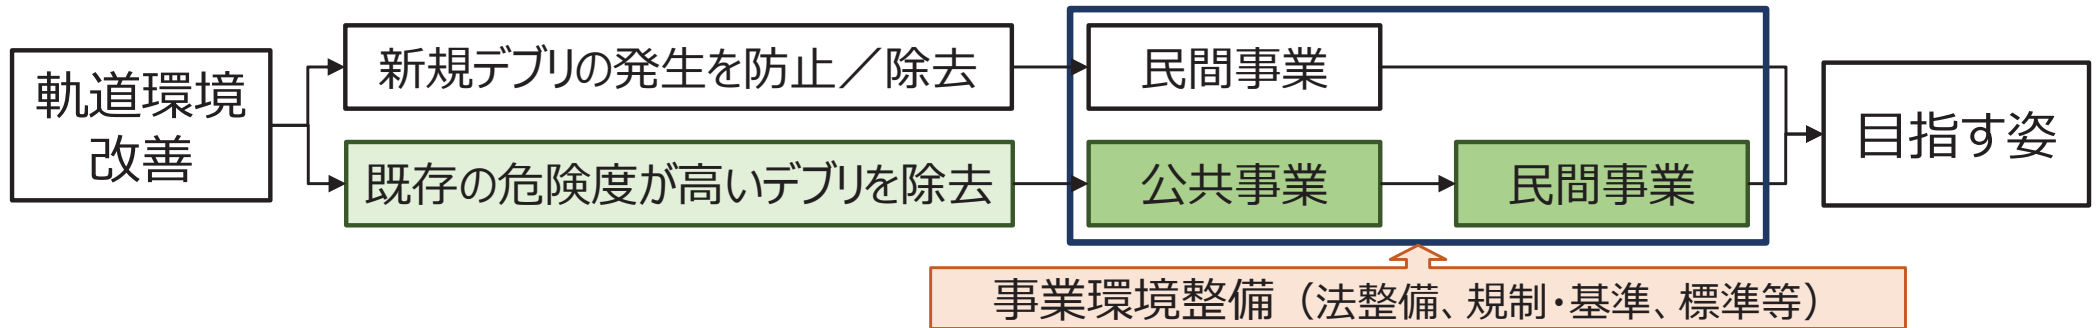 軌道環境
改善
新規デブリの発生を防止／除去
民間事業
既存の危険度が高いデブリを除去
公共事業
民間事業
目指す姿
事業環境整備（法整備、規制・基準、標準等）